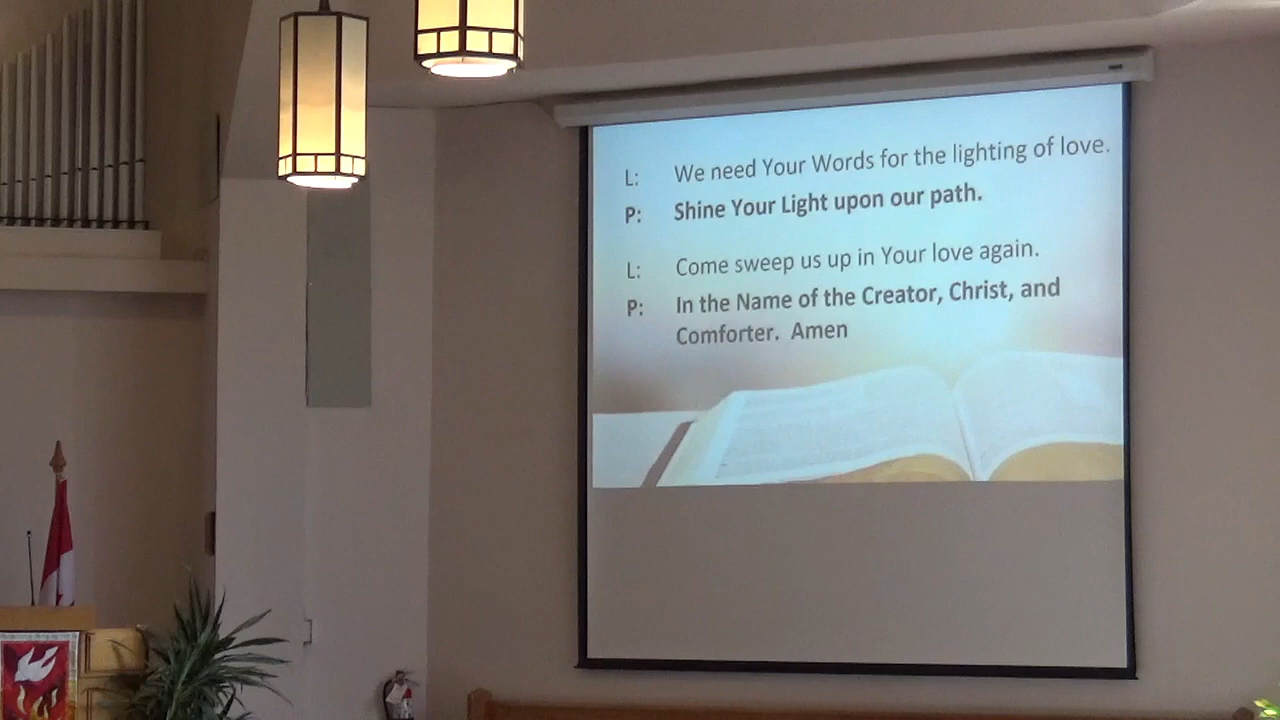 L: We need Your Words for the lighting of love.
P: Shine Your Light upon our path.
L: Come sweep us up in Your love again.
P: In the Name of the Creator, Christ, and
Comforter. Amen